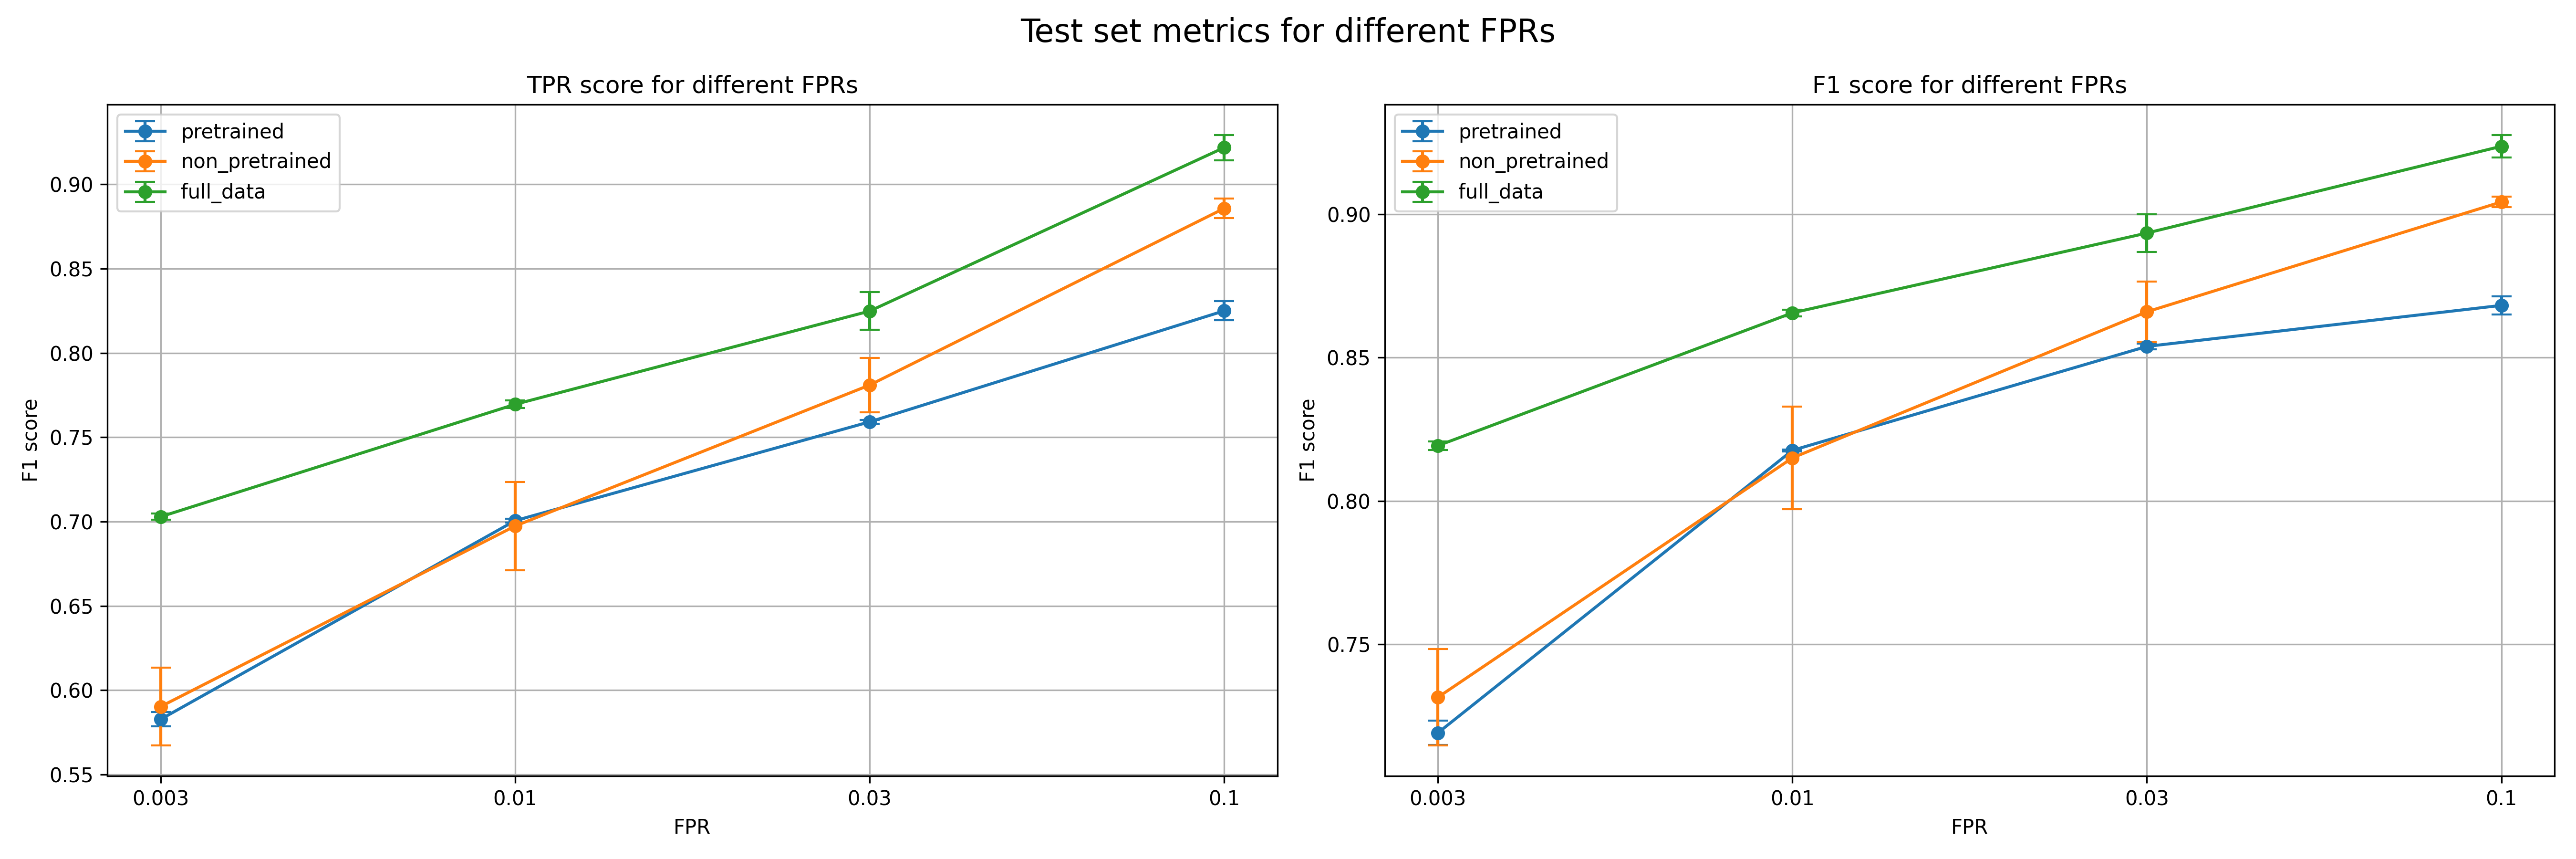 Test set metrics for different FPRs
TPR score for different FPRs
pretrained
non_pretrained
full_data
0.90
0.85
0.80
0.75
0.70
0.65
0.60
0.55
F1 score
0.003
0.01
0.03
0.1
FPR
F1 score for different FPRs
pretrained
non_pretrained
full_data
0.90
0.85
0.80
0.75
F1 score
0.003
0.01
0.03
0.1
FPR